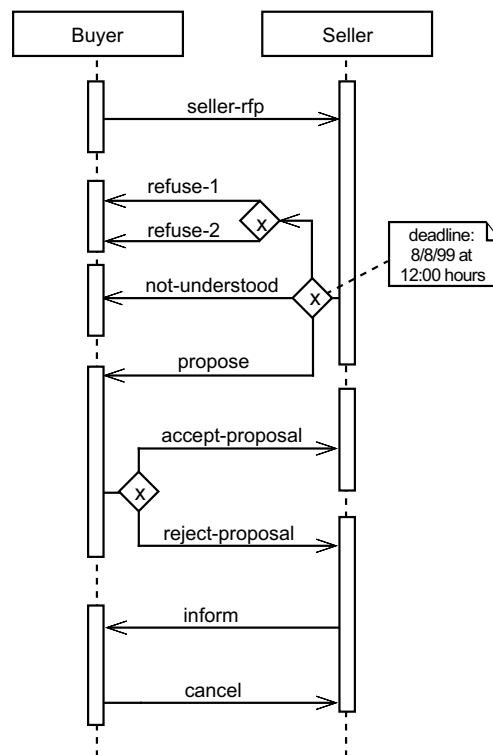 Buyer
Seller
seller-rfp
refuse-1
x
refuse-2
deadline:
8/8/99 at
12:00 hours
not-understood
x
propose
accept-proposal
x
reject-proposal
inform
cancel